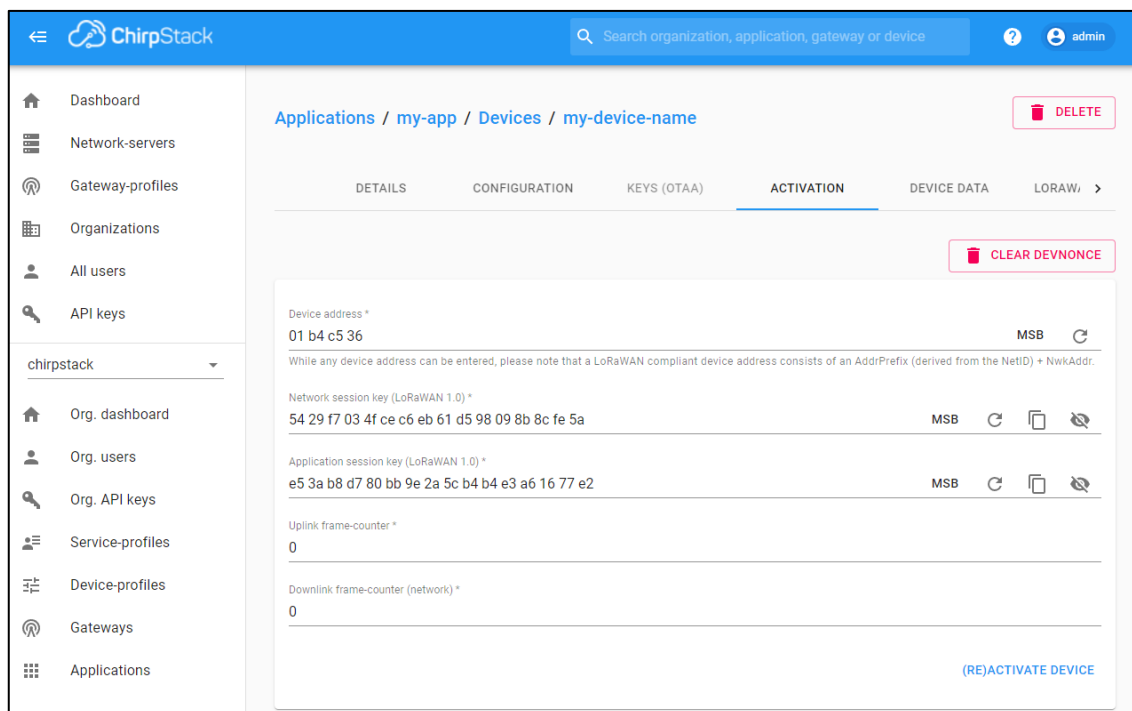 ChirpStack
Search organization, application, gateway or device
?
admin
Dashboard
Network-servers
Gateway-profiles
Organizations
All users
API keys
chirpstack
Org. dashboard
Org. users
Org. API keys
Service-profiles
Device-profiles
Gateways
Applications
Applications / my-app / Devices / my-device-name
DELETE
DETAILS CONFIGURATION KEYS (OTAA) ACTIVATION DEVICE DATA LORAW
CLEAR DEVNONCE
Device address *
01 b4 c5 36 MSB
While any device address can be entered, please note that a LoRaWAN compliant device address consists of an AddrPrefix (derived from the NetID) + NwkAddr.
Network session key (LoRaWAN 1.0) *
54 29 f7 03 4f ce c6 eb 61 d5 98 09 8b 8c fe 5a MSB
Application session key (LoRaWAN 1.0) *
e5 3a b8 d7 80 bb 9e 2a 5c b4 b4 e3 a6 16 77 e2 MSB
Uplink frame-counter *
0
Downlink frame-counter (network) *
0
(RE)ACTIVATE DEVICE